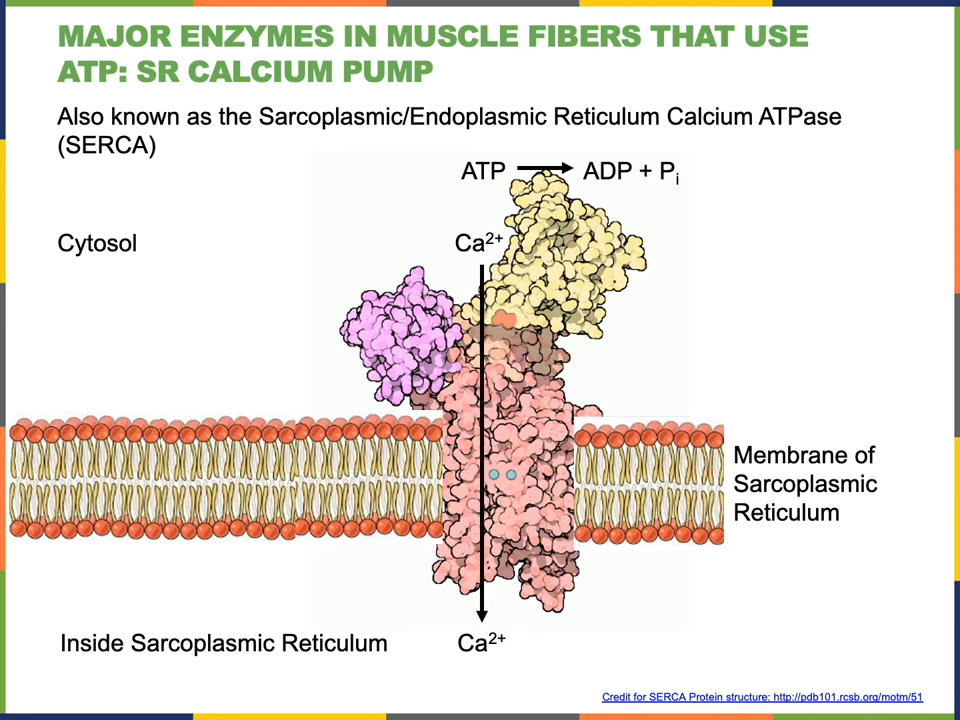 MAJOR ENZYMES IN MUSCLE FIBERS THAT USE
ATP: SR CALCIUM PUMP
Also known as the Sarcoplasmic/Endoplasmic Reticulum Calcium ATPase
(SERCA)
ATP ADP + Pᵢ
Cytosol
Ca²⁺
Membrane of
Sarcoplasmic
Reticulum
Inside Sarcoplasmic Reticulum
Ca²⁺
Credit for SERCA Protein structure: http://pdb101.rcsb.org/motm/51